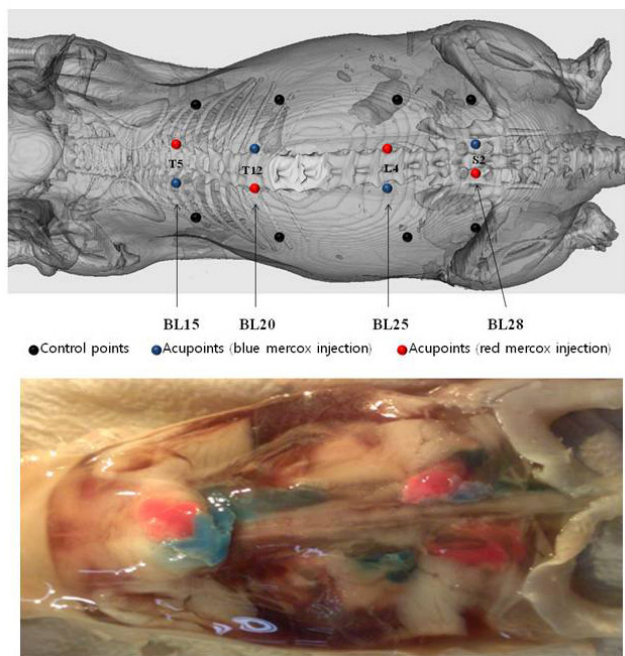 T5 T12 L4 S2
BL15 BL20 BL25 BL28
Control points Acupoints (blue mercox injection) Acupoints (red mercox injection)